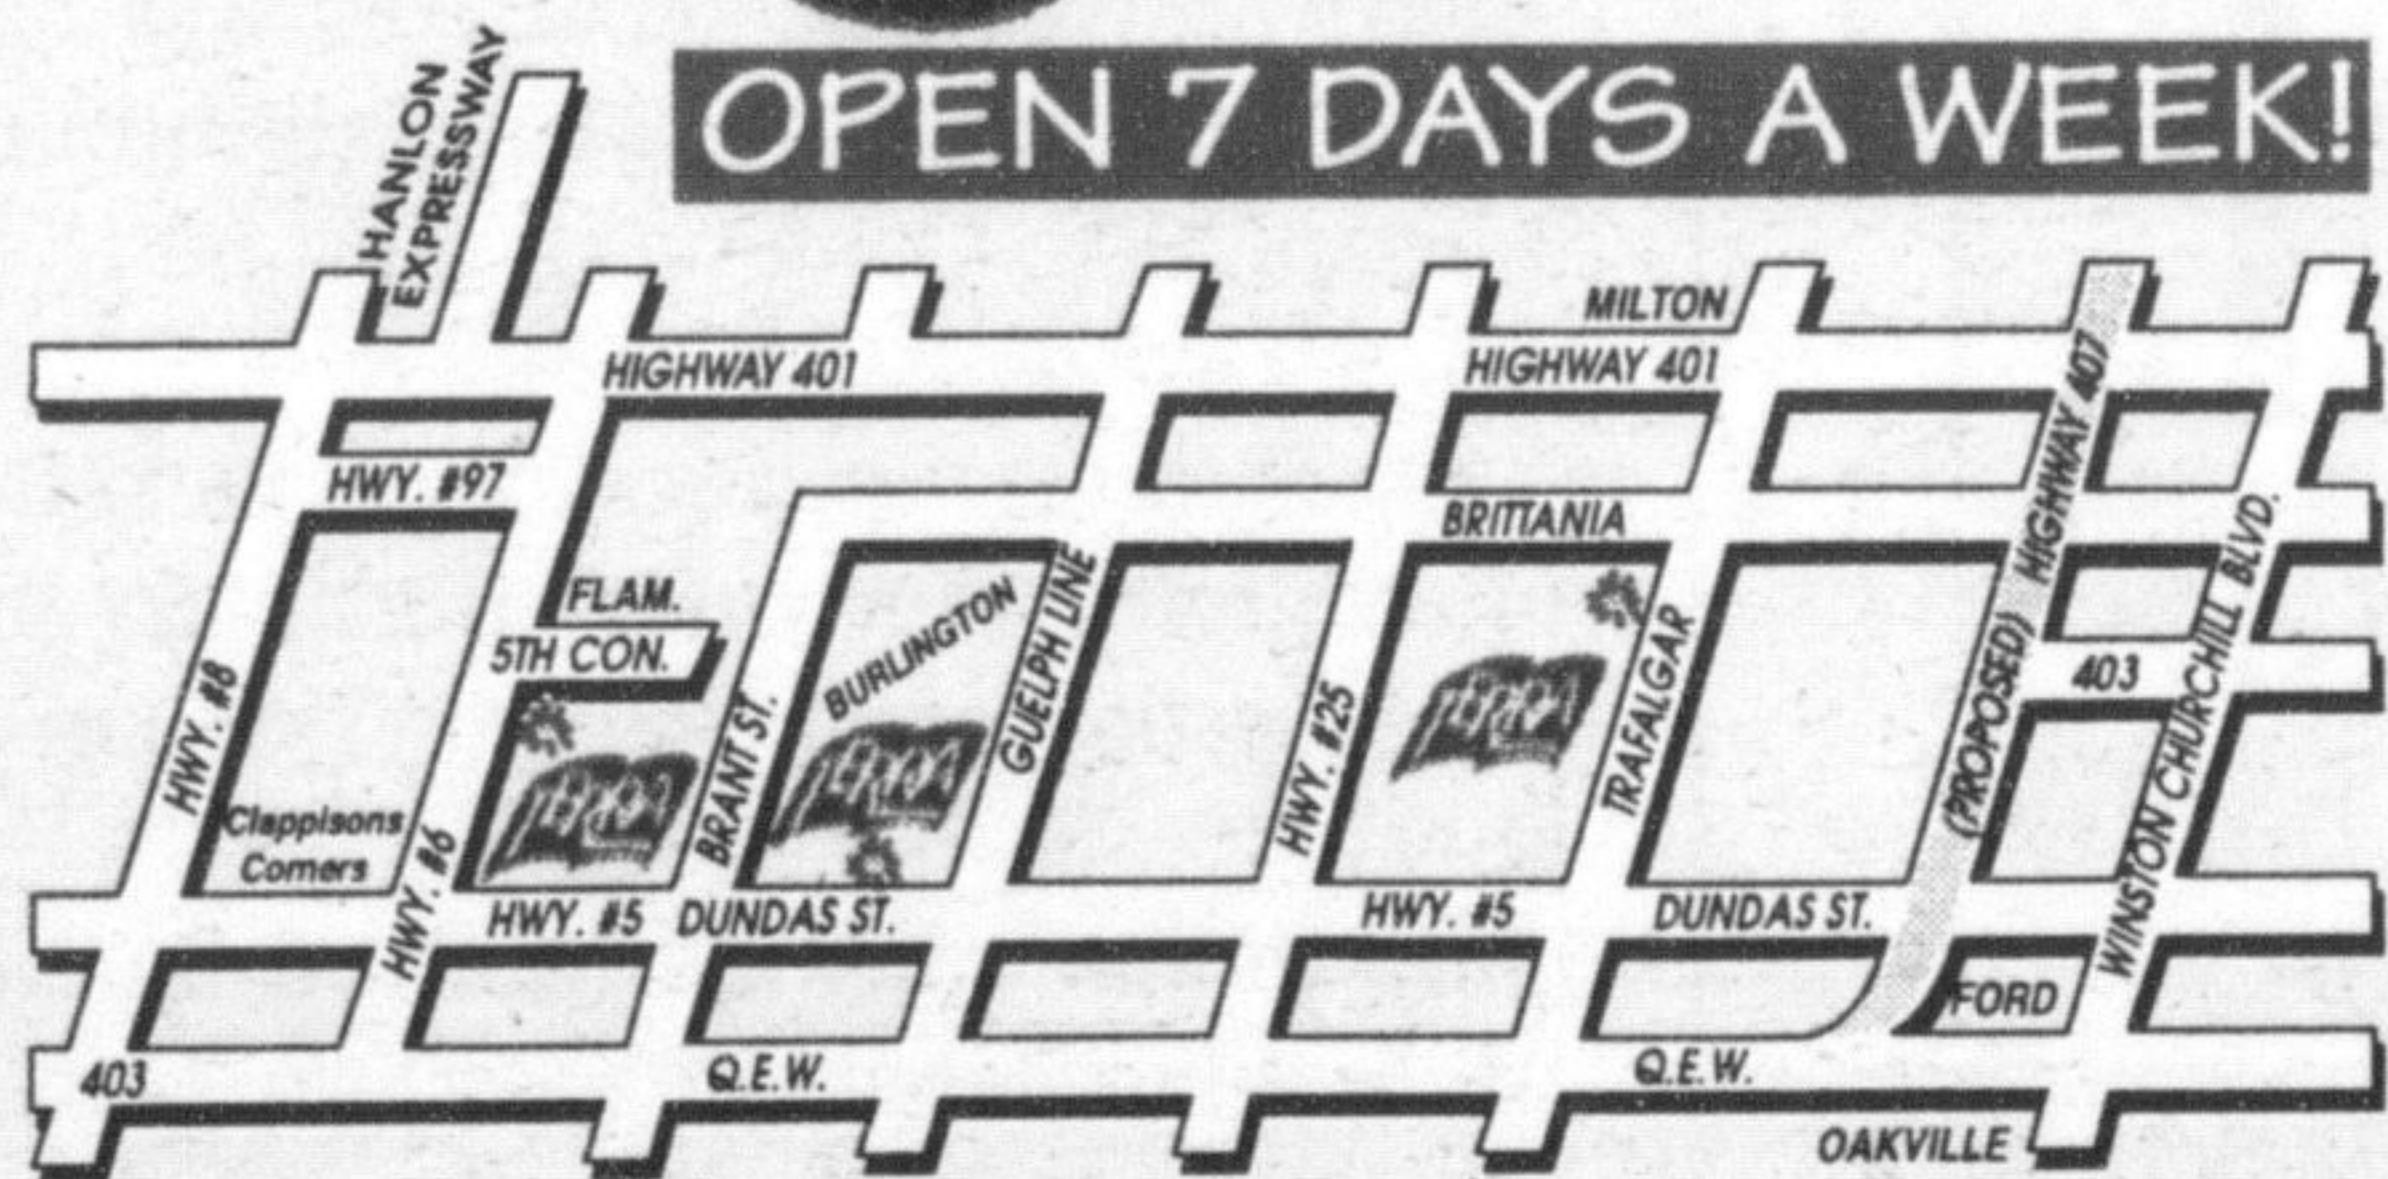 OPEN 7 DAYS A WEEK!
HANLON
EXPRESSWAY
MILTON
HIGHWAY 401
HIGHWAY 401
HWY. #97
BRITTANIA
(PROPOSED) HIGHWAY 407
FLAM.
5TH CON.
BURLINGTON
GUELPH LINE
HWY. #8
BRANT ST.
HWY. #25
TRAFALGAR
403
WINSTON CHURCHILL BLVD.
Clappisons
Corners
HWY. #6
HWY. #5
DUNDAS ST.
HWY. #5
DUNDAS ST.
FORD
403
Q.E.W.
Q.E.W.
OAKVILLE